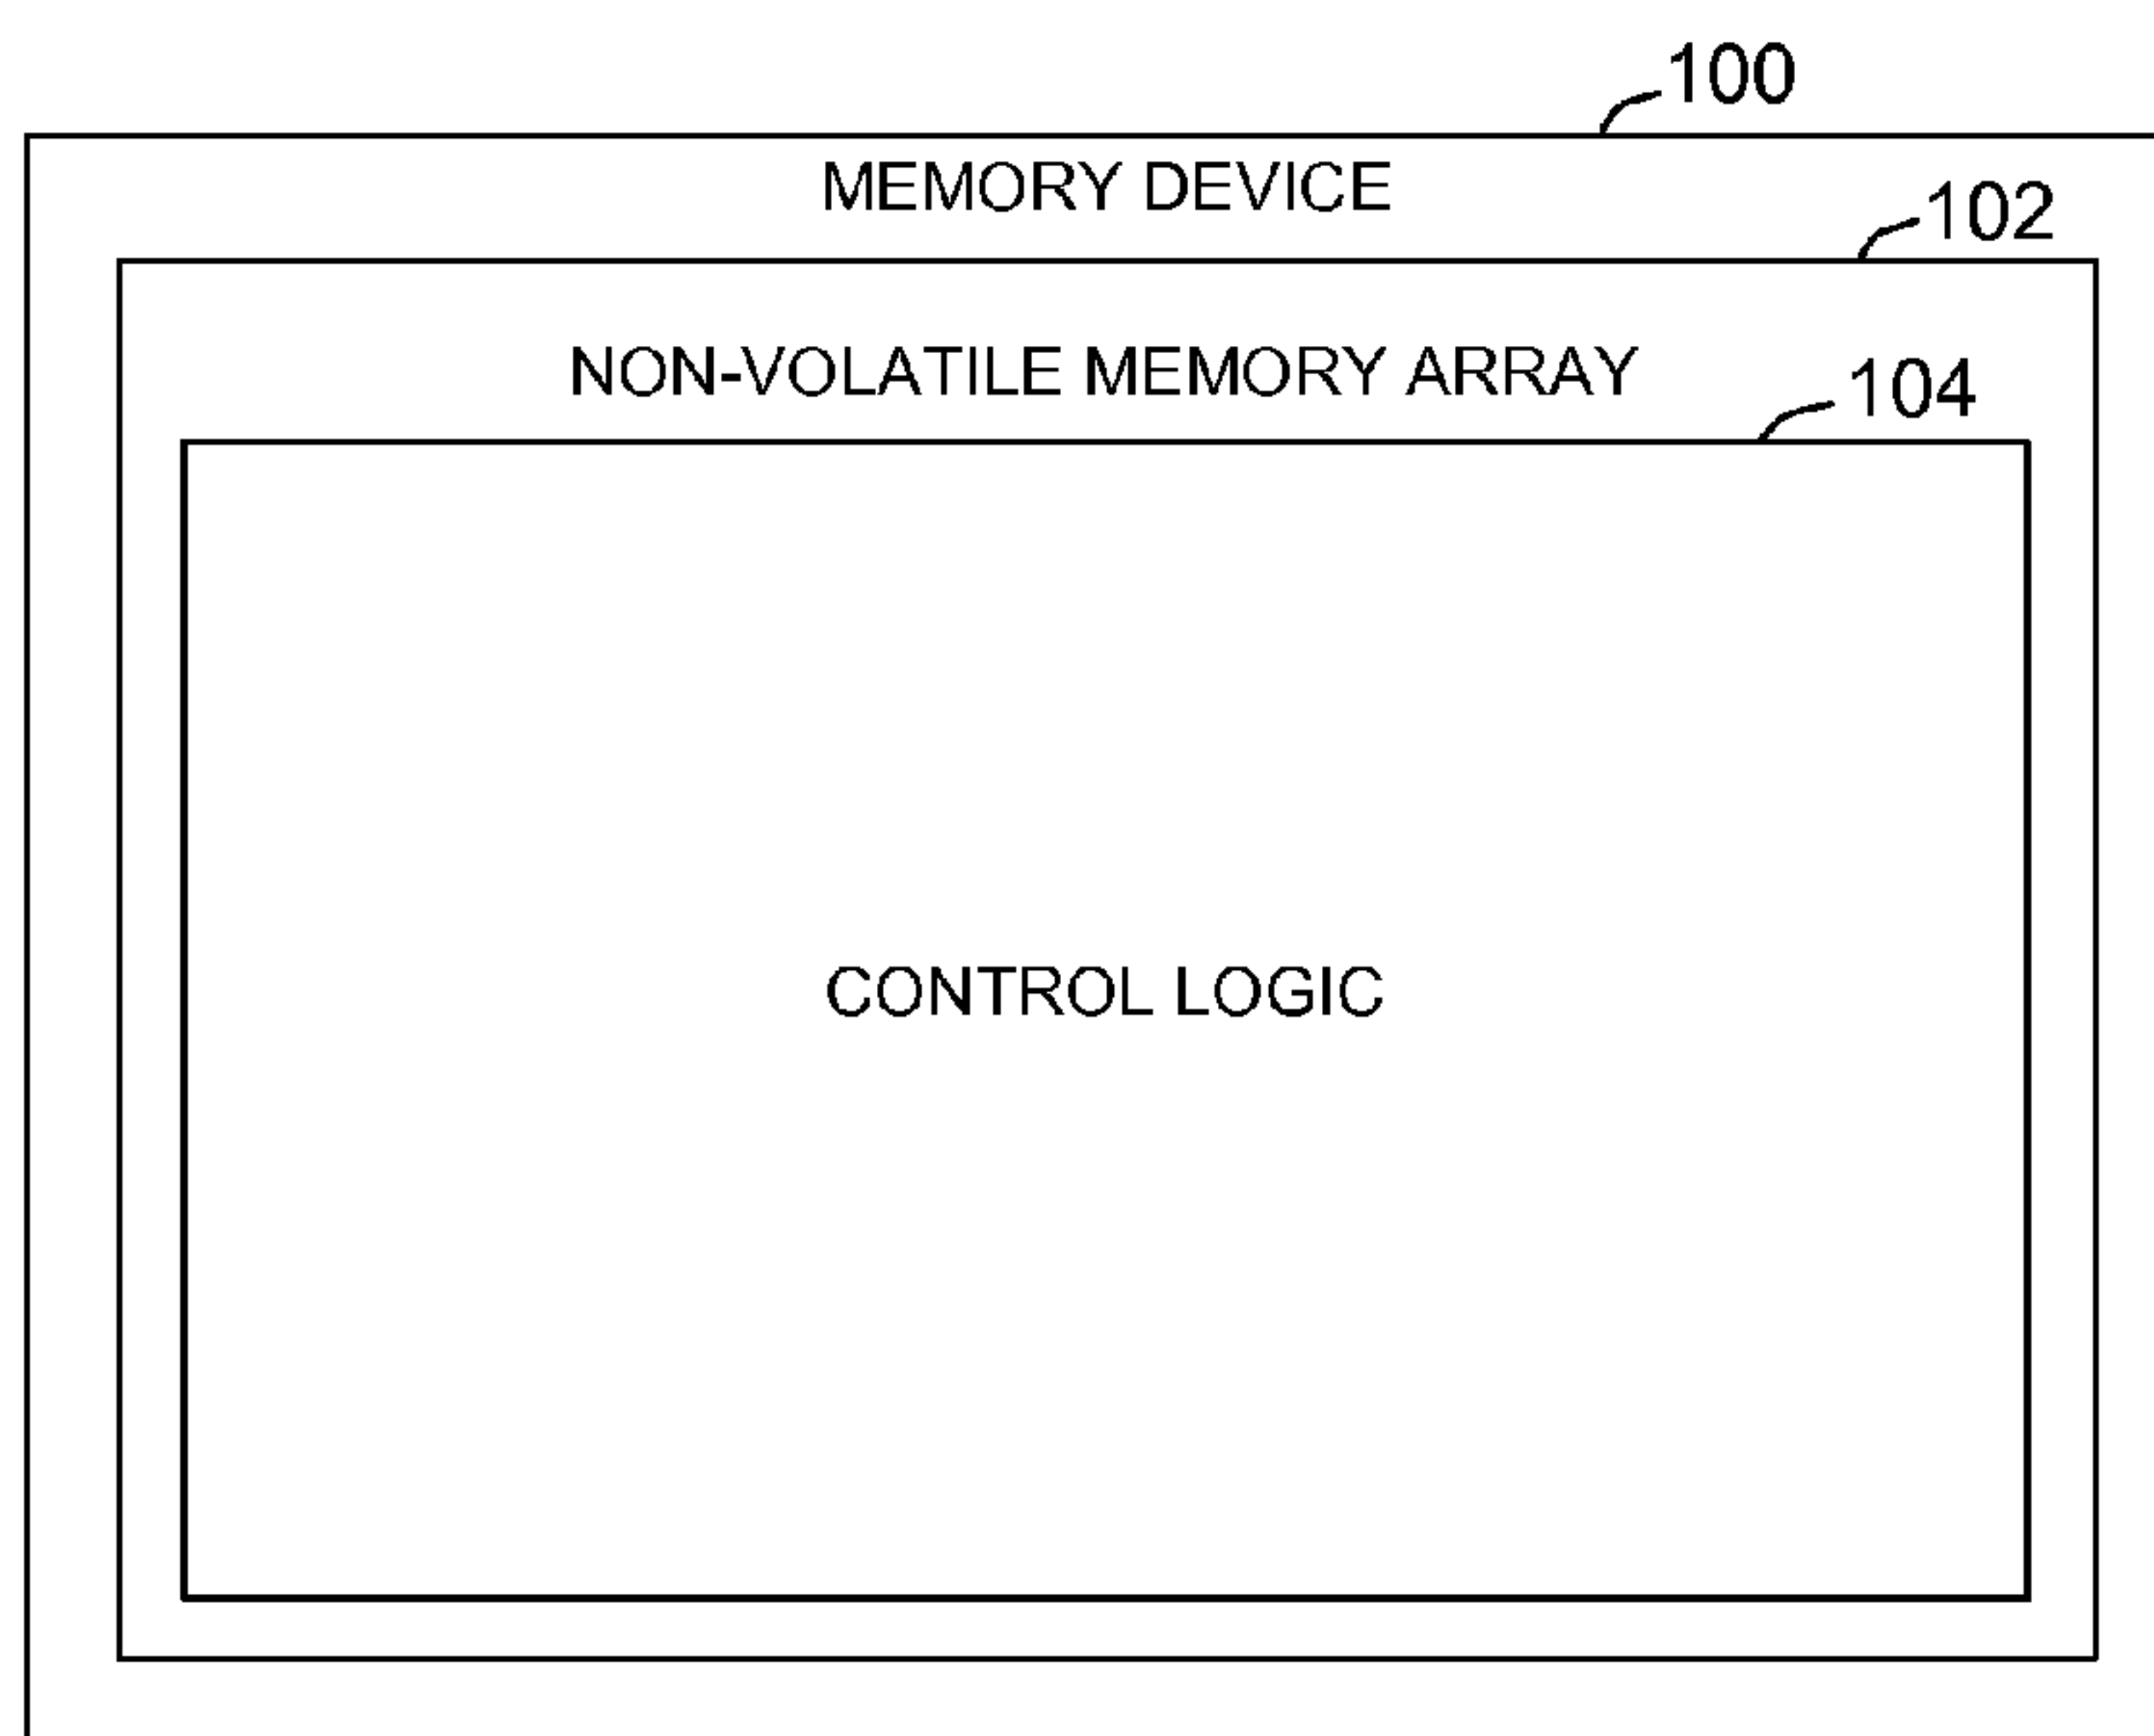 100
MEMORY DEVICE
102
NON-VOLATILE MEMORY ARRAY
104
CONTROL LOGIC